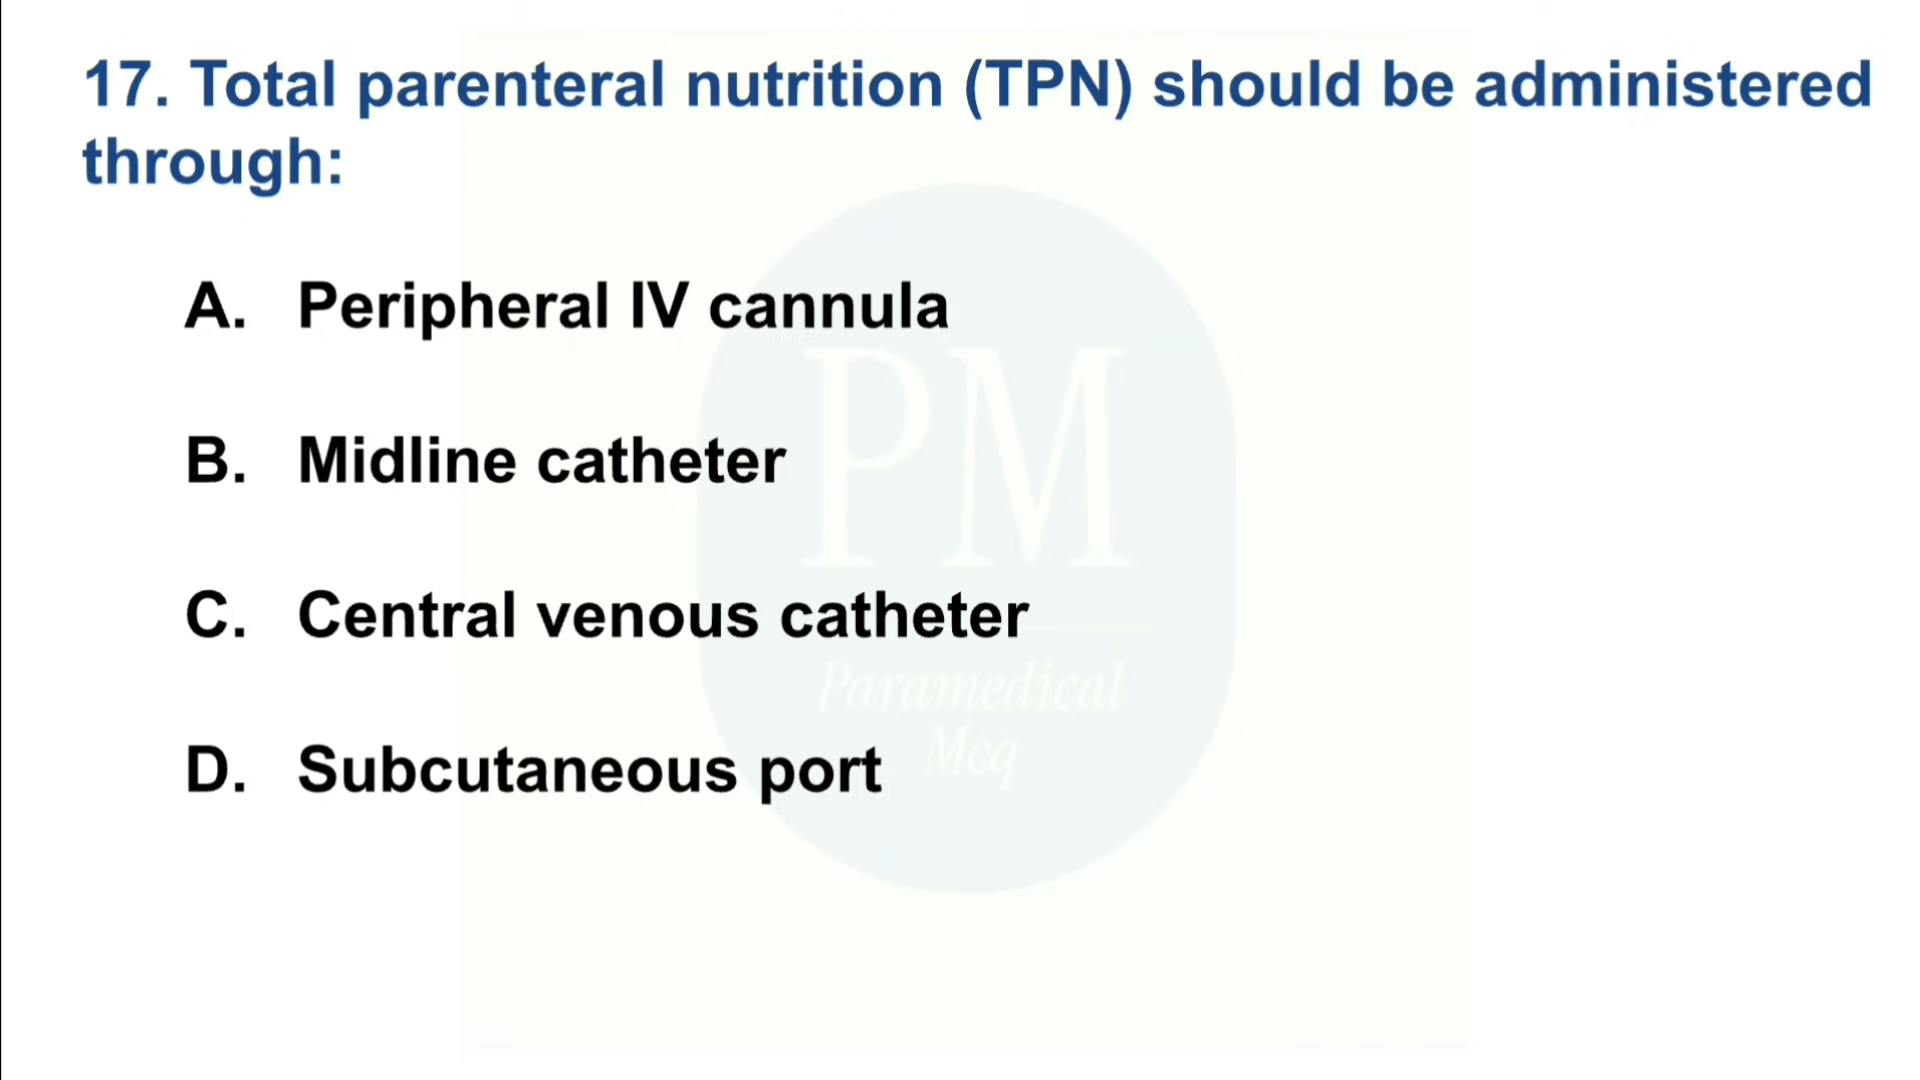 17. Total parenteral nutrition (TPN) should be administered
through:
A. Peripheral IV cannula
B. Midline catheter
C. Central venous catheter
D. Subcutaneous port
PM
Paramedical
Mcq